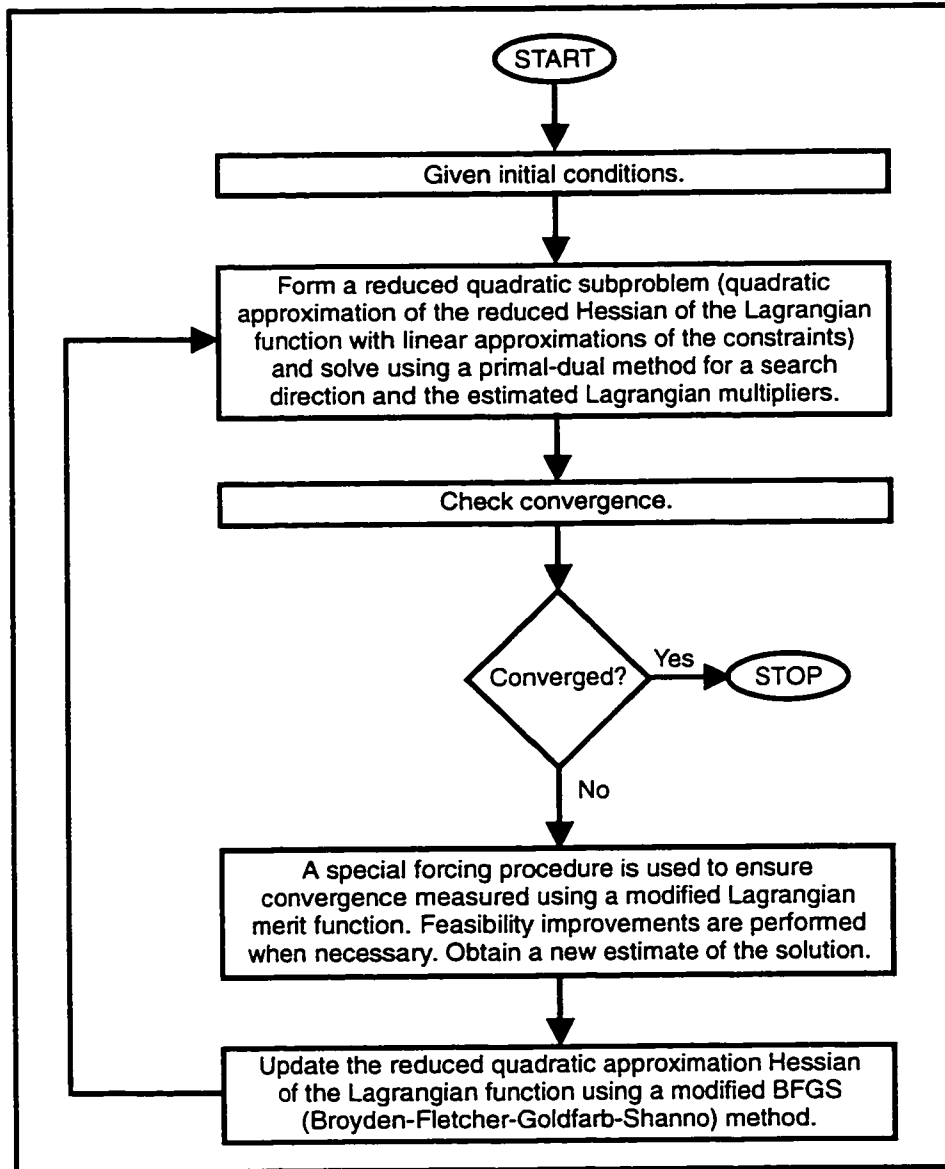 START
Given initial conditions.
Form a reduced quadratic subproblem (quadratic
approximation of the reduced Hessian of the Lagrangian
function with linear approximations of the constraints)
and solve using a primal-dual method for a search
direction and the estimated Lagrangian multipliers.
Check convergence.
Converged?
Yes
STOP
No
A special forcing procedure is used to ensure
convergence measured using a modified Lagrangian
merit function. Feasibility improvements are performed
when necessary. Obtain a new estimate of the solution.
Update the reduced quadratic approximation Hessian
of the Lagrangian function using a modified BFGS
(Broyden-Fletcher-Goldfarb-Shanno) method.